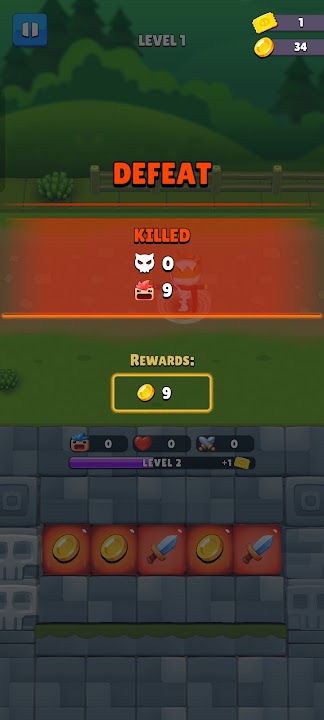 1
LEVEL 1
34
DEFEAT
KILLED
0
9
REWARDS:
9
0 0 0
LEVEL 2 +1